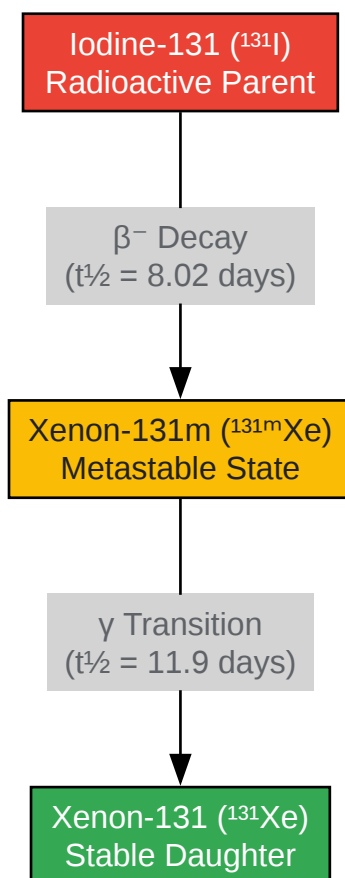 Iodine-131 (¹³¹I)
Radioactive Parent
β⁻ Decay
(t½ = 8.02 days)
Xenon-131m (¹³¹ᵐXe)
Metastable State
γ Transition
(t½ = 11.9 days)
Xenon-131 (¹³¹Xe)
Stable Daughter